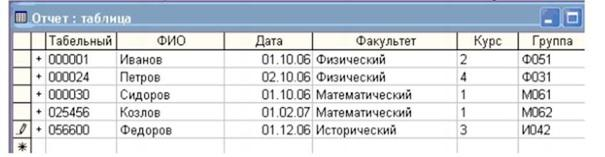 Отчет : таблица
Табельный ФИО Дата Факультет Курс Группа
+ 000001 Иванов 01.10.06 Физический 2 Ф051
+ 000024 Петров 02.10.06 Физический 4 Ф031
+ 000030 Сидоров 01.10.06 Математический 1 М061
+ 025456 Козлов 01.02.07 Математический 1 М062
+ 056600 Федоров 01.12.06 Исторический 3 И042